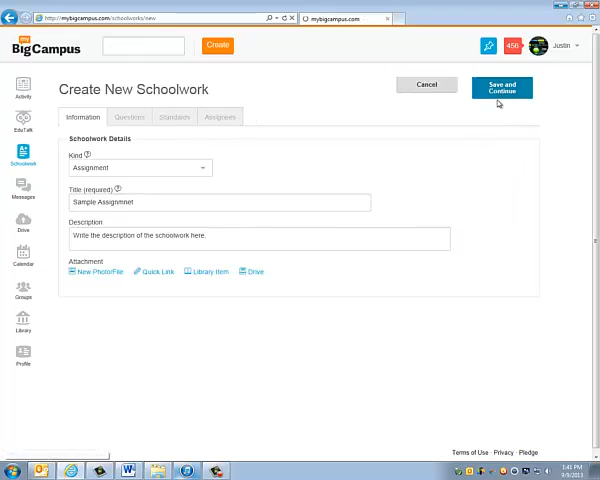 http://mybigcampus.com/schoolworks/new
mybigcampus.com
my
BigCampus
Create
456
Justin
Create New Schoolwork
Cancel
Save and
Continue
Activity
EduTalk
Schoolwork
Messages
Drive
Calendar
Groups
Library
Profile
Information
Questions
Standards
Assignees
Schoolwork Details
Kind
Assignment
Title (required)
Sample Assignmnet
Description
Write the description of the schoolwork here.
Attachment
New Photo/File
Quick Link
Library Item
Drive
Terms of Use · Privacy · Pledge
1:41 PM
9/9/2013